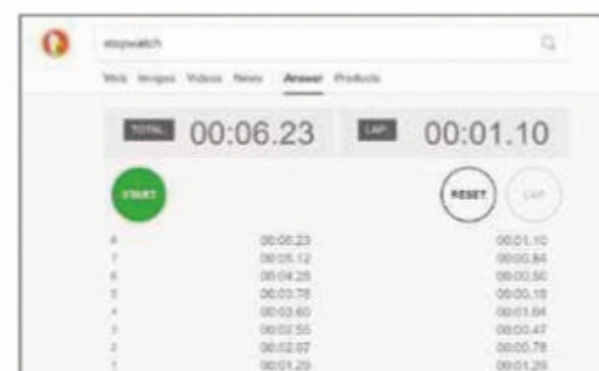 stopwatch
Web Images Videos News Answer Products
TOTAL 00:06.23 LAP 00:01.10
START RESET LAP
8 00:06.23 00:01.10
7 00:05.12 00:00.84
6 00:04.28 00:00.50
5 00:03.78 00:00.18
4 00:03.60 00:01.04
3 00:02.55 00:00.47
2 00:02.07 00:00.78
1 00:01.29 00:01.29